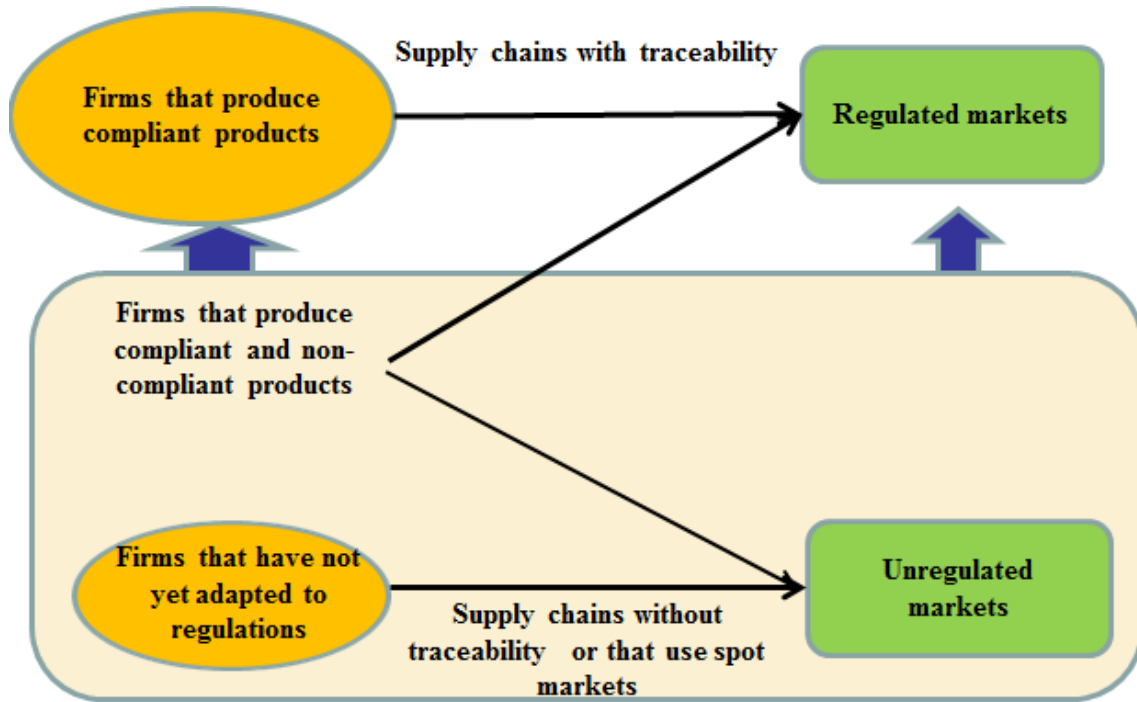 Supply chains with traceability
Firms that produce
compliant products
Regulated markets
Firms that produce
compliant and non-
compliant products
Firms that have not
yet adapted to
regulations
Supply chains without
traceability or that use spot
markets
Unregulated
markets